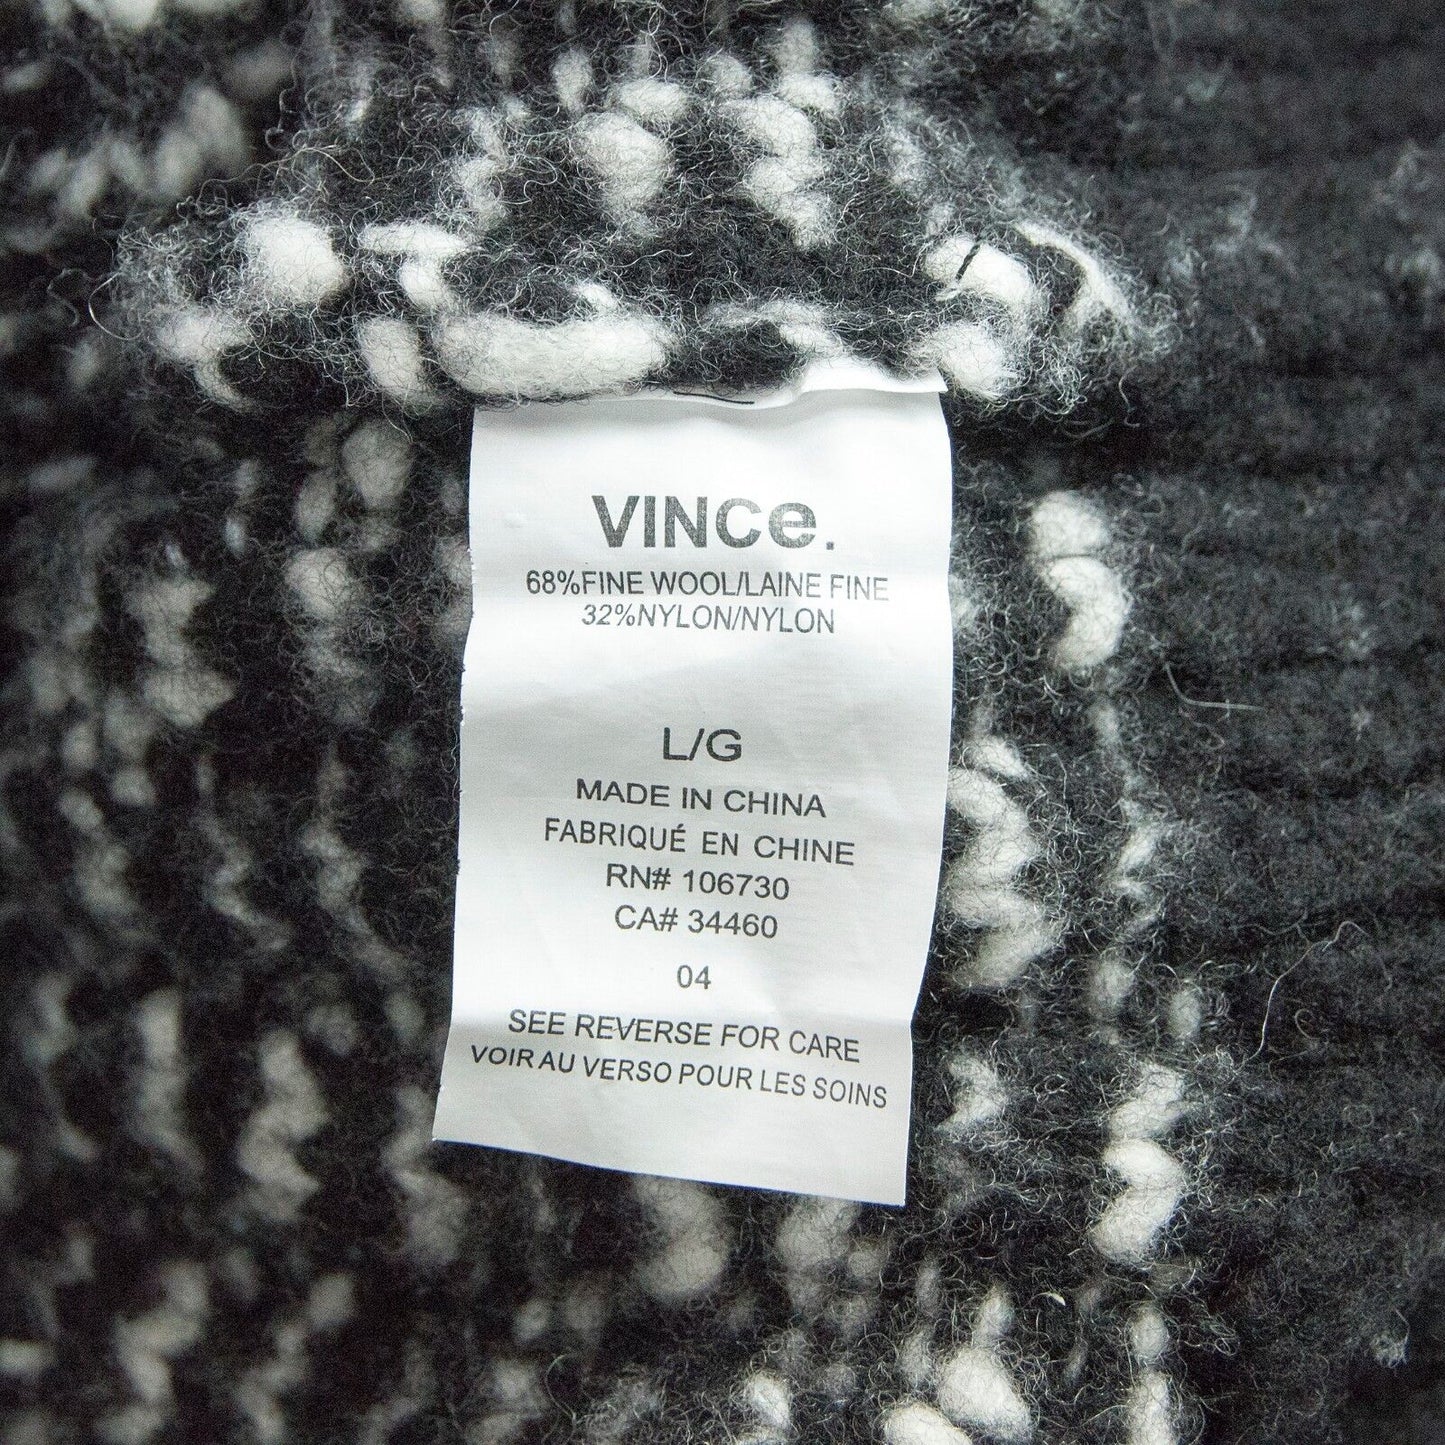 VINCe.
68%FINE WOOL/LAINE FINE
32%NYLON/NYLON
L/G
MADE IN CHINA
FABRIQUÉ EN CHINE
RN# 106730
CA# 34460
04
SEE REVERSE FOR CARE
VOIR AU VERSO POUR LES SOINS